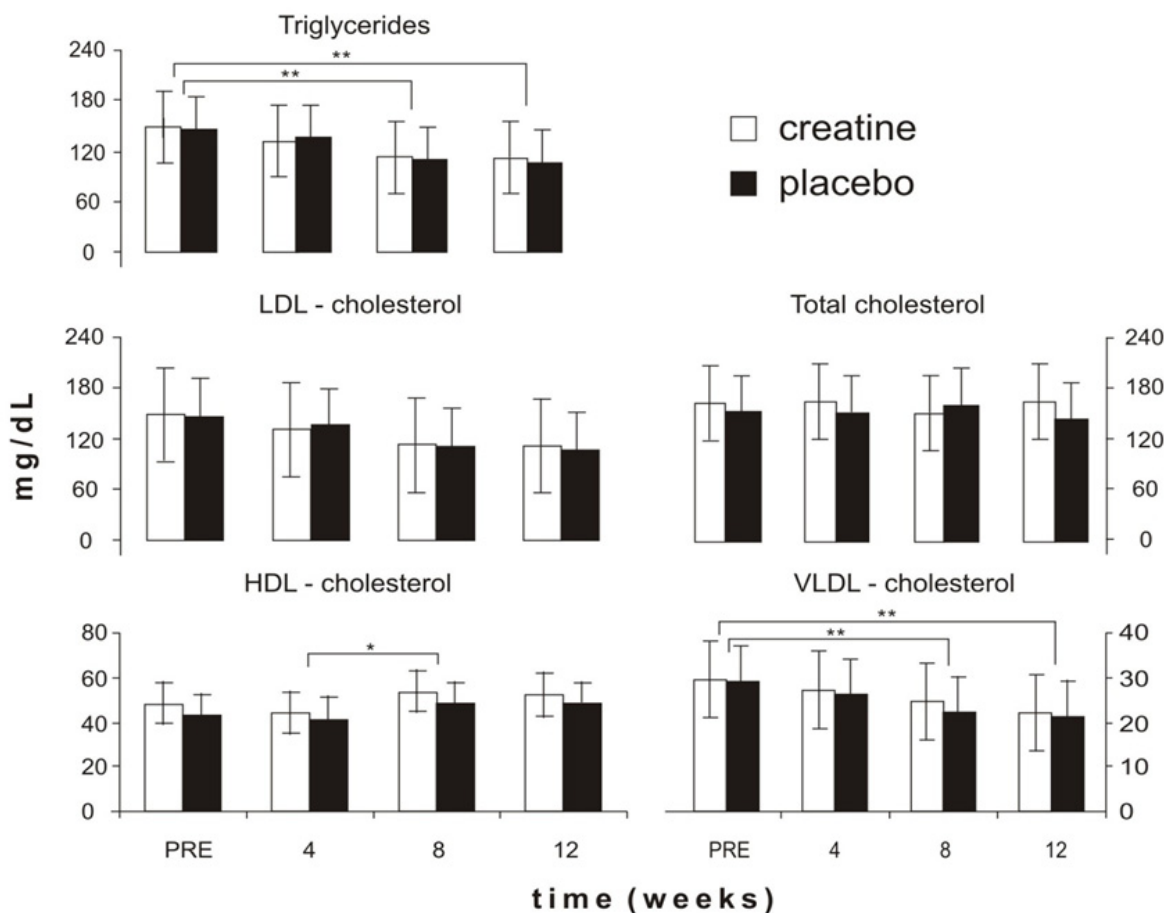 Triglycerides
240
180
120
60
0
**
**
creatine
placebo
LDL - cholesterol
240
180
120
60
0
Total cholesterol
240
180
120
60
0
mg/dL
HDL - cholesterol
80
60
40
20
0
*
PRE 4 8 12
VLDL - cholesterol
**
**
40
30
20
10
0
PRE 4 8 12
time (weeks)